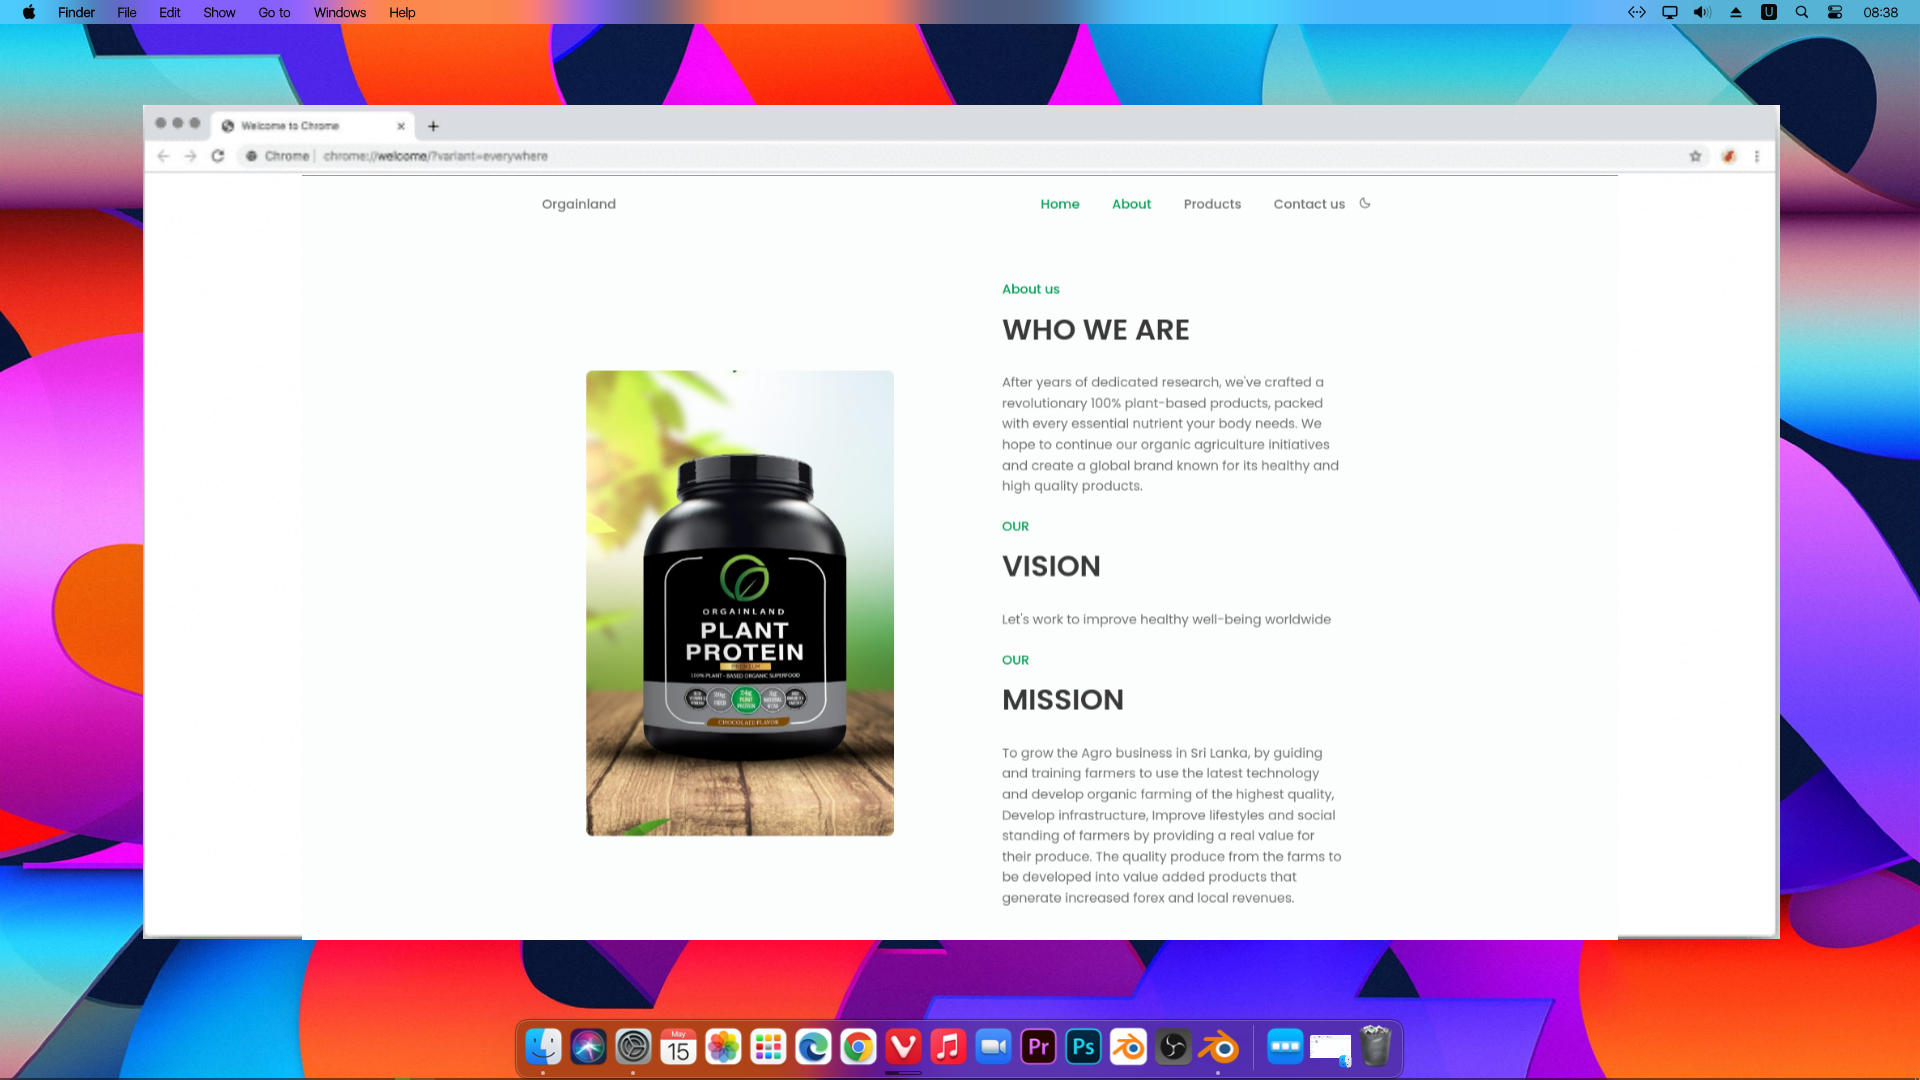 Finder File Edit Show Go to Windows Help
U 08:38
Welcome to Chrome
Chrome | chrome://welcome/?variant=everywhere
Orgainland Home About Products Contact us
About us
WHO WE ARE
After years of dedicated research, we've crafted a
revolutionary 100% plant-based products, packed
with every essential nutrient your body needs. We
hope to continue our organic agriculture initiatives
and create a global brand known for its healthy and
high quality products.
OUR
VISION
Let's work to improve healthy well-being worldwide
OUR
MISSION
To grow the Agro business in Sri Lanka, by guiding
and training farmers to use the latest technology
and develop organic farming of the highest quality,
Develop infrastructure, Improve lifestyles and social
standing of farmers by providing a real value for
their produce. The quality produce from the farms to
be developed into value added products that
generate increased forex and local revenues.
ORGAINLAND
PLANT
PROTEIN
PREMIUM
100% PLANT - BASED ORGANIC SUPERFOOD
24g
PLANT
PROTEIN
CHOCOLATE FLAVOR
May
15
Pr
Ps